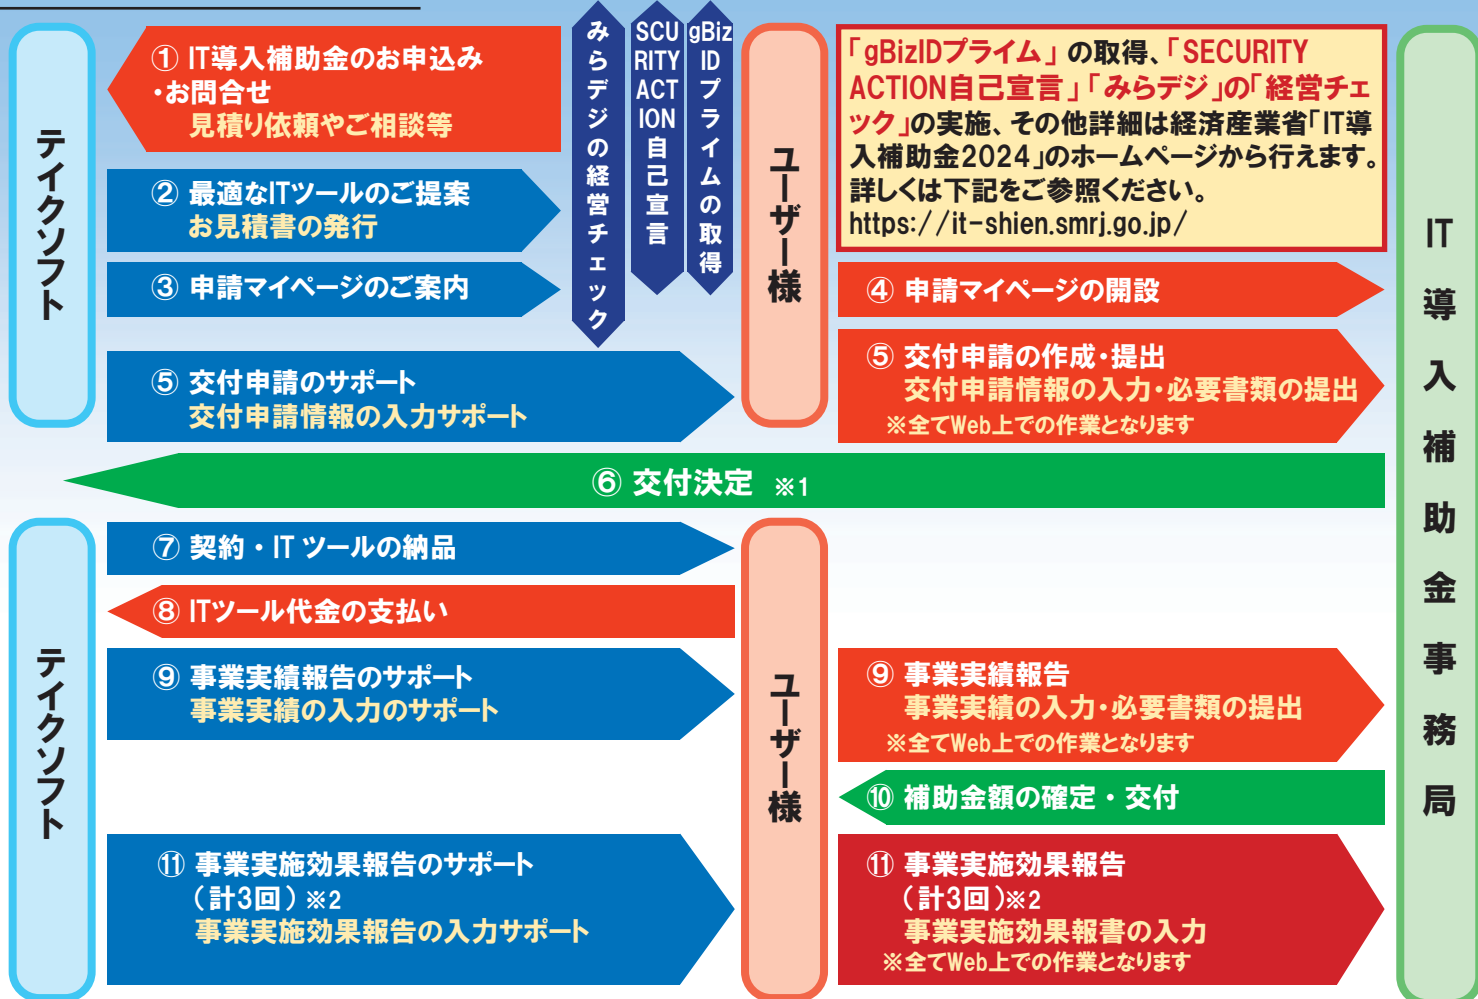 テイクソフト
① IT導入補助金のお申込み
・お問合せ
見積り依頼やご相談等
② 最適なITツールのご提案
お見積書の発行
③ 申請マイページのご案内
⑤ 交付申請のサポート
交付申請情報の入力サポート
みらデジの経営チェック
SCU
RITY
ACT
ION
自己宣言
gBiz
ID
プライムの取得
ユーザー様
「gBizIDプライム」の取得、「SECURITY
ACTION自己宣言」「みらデジ」の「経営チェ
ック」の実施、その他詳細は経済産業省「IT導
入補助金2024」のホームページから行えます。
詳しくは下記をご参照ください。
https://it-shien.smrj.go.jp/
④ 申請マイページの開設
⑤ 交付申請の作成・提出
交付申請情報の入力・必要書類の提出
※全てWeb上での作業となります
IT導入補助金事務局
⑥ 交付決定 ※1
テイクソフト
⑦ 契約・ITツールの納品
⑧ ITツール代金の支払い
⑨ 事業実績報告のサポート
事業実績の入力のサポート
⑪ 事業実施効果報告のサポート
(計3回)※2
事業実施効果報告の入力サポート
ユーザー様
⑨ 事業実績報告
事業実績の入力・必要書類の提出
※全てWeb上での作業となります
⑩ 補助金額の確定・交付
⑪ 事業実施効果報告
(計3回)※2
事業実施効果報書の入力
※全てWeb上での作業となります